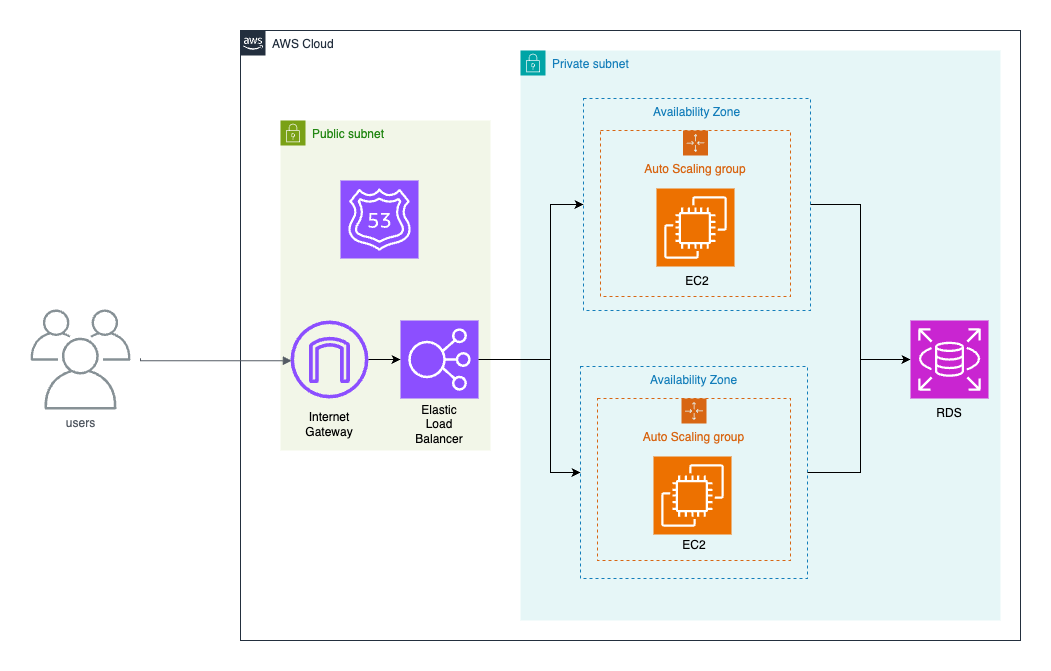 aws
AWS Cloud
Private subnet
Public subnet
53
Availability Zone
Auto Scaling group
EC2
users
Internet
Gateway
Elastic
Load
Balancer
Availability Zone
Auto Scaling group
EC2
RDS